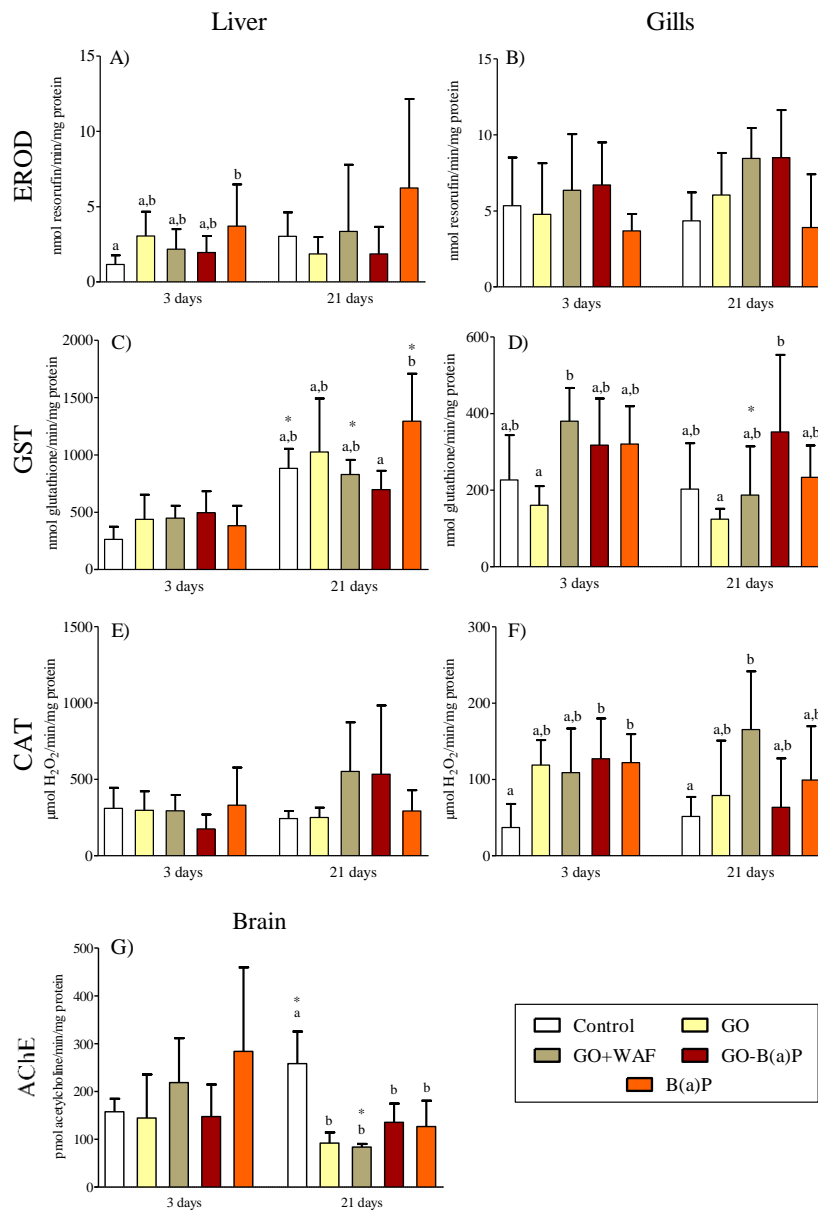 Liver
Gills
EROD
nmol resorufin/min/mg protein
A)
15
10
5
0
a
a,b
a,b
a,b
b
3 days
21 days
nmol resorufin/min/mg protein
B)
15
10
5
0
3 days
21 days
GST
nmol glutathione/min/mg protein
C)
2000
1500
1000
500
0
*
a,b
a,b
*
a,b
a
*
b
3 days
21 days
nmol glutathione/min/mg protein
D)
600
400
200
0
a,b
a
b
a,b
a,b
a,b
a
*
a,b
b
a,b
3 days
21 days
CAT
µmol H₂O₂/min/mg protein
E)
1500
1000
500
0
3 days
21 days
µmol H₂O₂/min/mg protein
F)
300
200
100
0
a
a,b
a,b
b
b
a
a,b
b
a,b
a,b
3 days
21 days
Brain
AChE
pmol acetylcholine/min/mg protein
G)
500
400
300
200
100
0
*
a
b
*
b
b
b
3 days
21 days
Control
GO
GO+WAF
GO-B(a)P
B(a)P